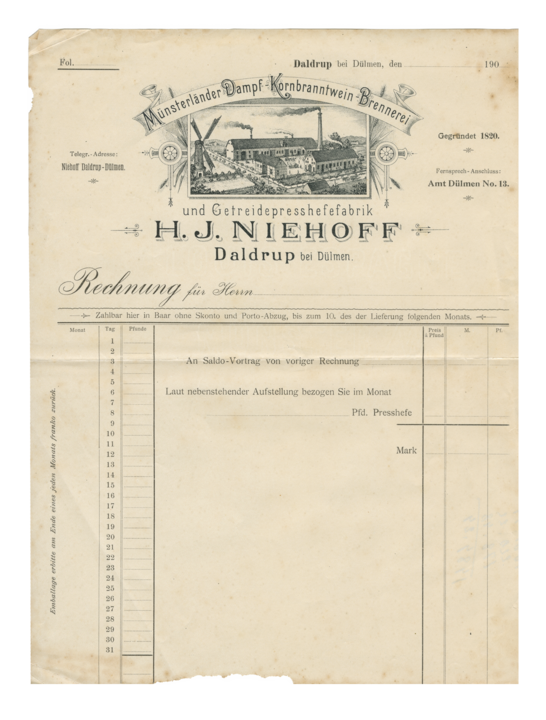 Fol.
Daldrup bei Dülmen, den 190
Münsterländer Dampf-Kornbranntwein-Brennerei
Gegründet 1820.
Telegr.-Adresse:
Niehoff Daldrup-Dülmen.
Fernsprech-Anschluss:
Amt Dülmen No. 13.
und Getreidepresshefefabrik
H. J. NIEHOFF
Daldrup bei Dülmen.
Rechnung für Herrn
Zahlbar hier in Baar ohne Skonto und Porto-Abzug, bis zum 10. des der Lieferung folgenden Monats.
Monat Tag Pfunde Preis M. Pf.
1
2
3 An Saldo-Vortrag von voriger Rechnung
4
5
6 Laut nebenstehender Aufstellung bezogen Sie im Monat
7
8 Pfd. Presshefe
9
10
11
12 Mark
13
14
15
16
17
18
19
20
21
22
23
24
25
26
27
28
29
30
31
Emballage erbitte am Ende eines jeden Monats franko zurück.